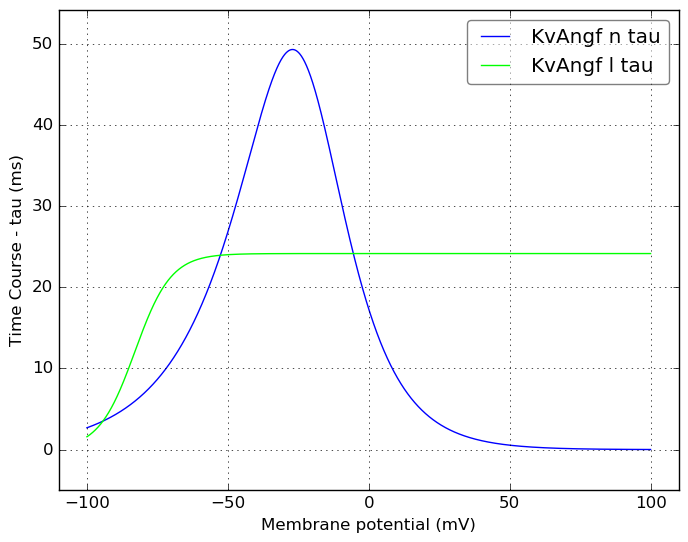 KvAngf n tau
KvAngf l tau
50
40
30
20
10
0
−100
−50
0
50
100
Time Course - tau (ms)
Membrane potential (mV)